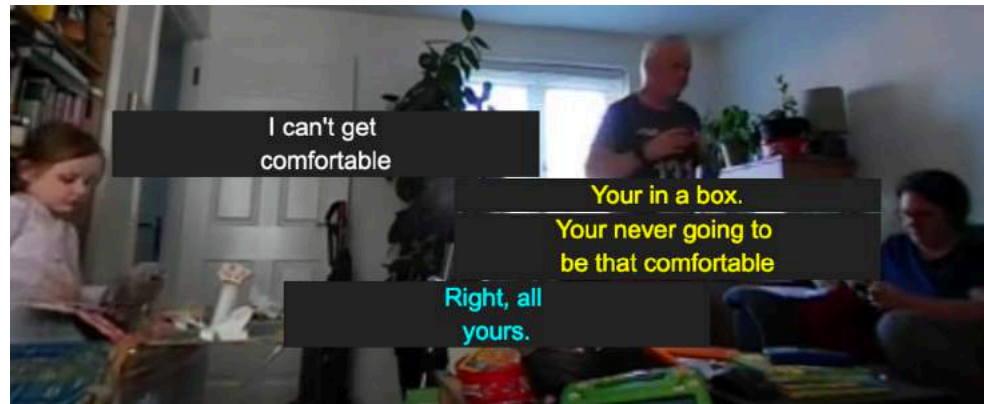 I can't get
comfortable
Your in a box.
Your never going to
be that comfortable
Right, all
yours.